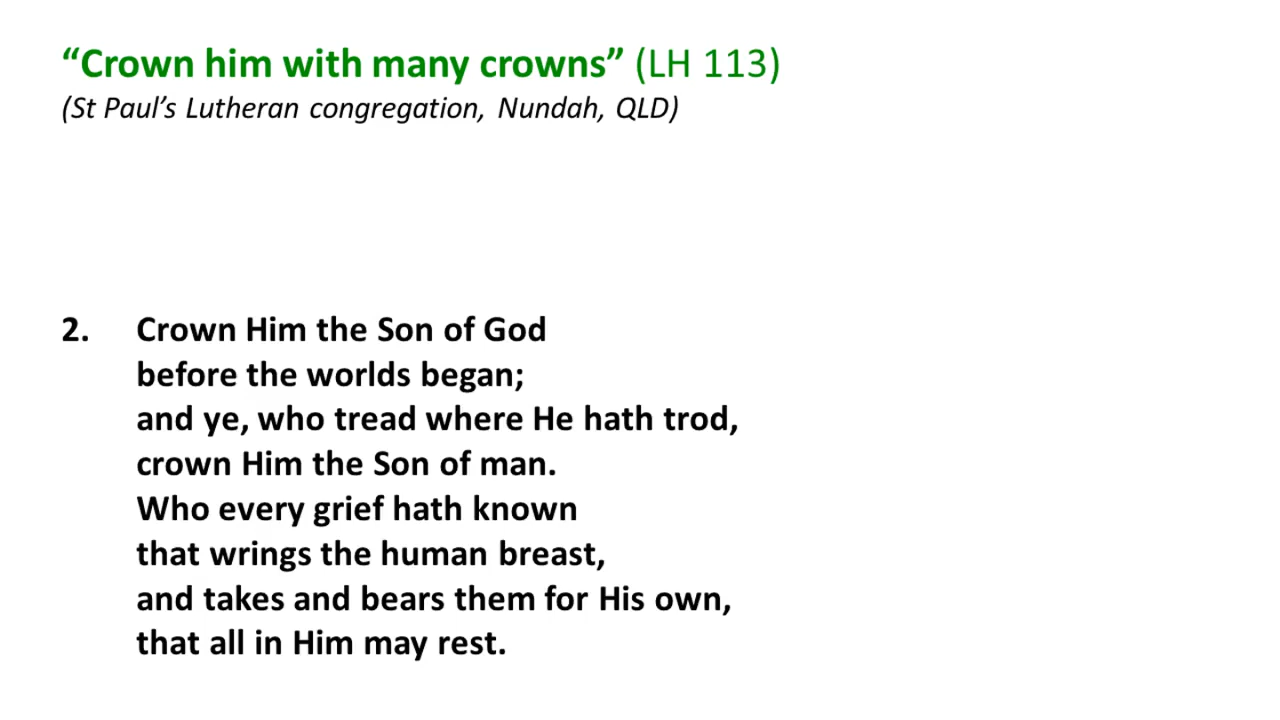 “Crown him with many crowns” (LH 113)
(St Paul’s Lutheran congregation, Nundah, QLD)
2. Crown Him the Son of God
before the worlds began;
and ye, who tread where He hath trod,
crown Him the Son of man.
Who every grief hath known
that wrings the human breast,
and takes and bears them for His own,
that all in Him may rest.